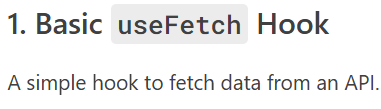 1. Basic useFetch Hook
A simple hook to fetch data from an API.